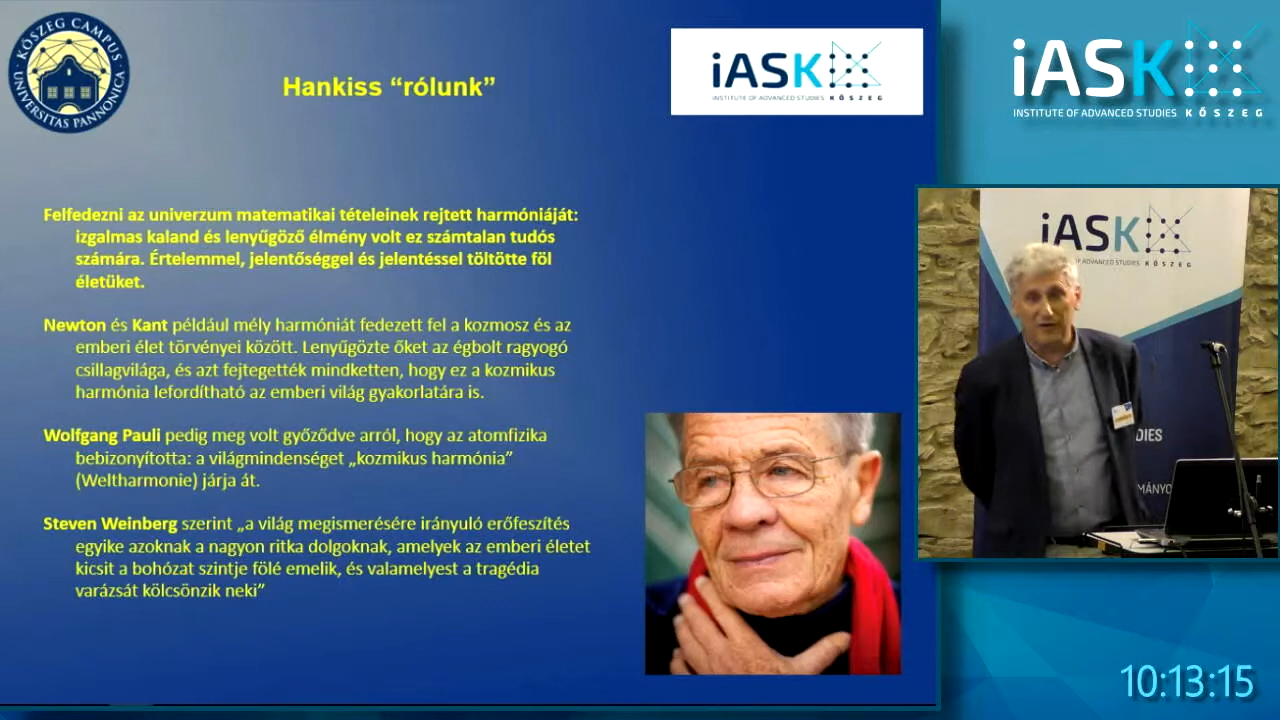 KŐSZEG CAMPUS
UNIVERSITAS PANNONICA
Hankiss “rólunk”
iASK
INSTITUTE OF ADVANCED STUDIES KŐSZEG
iASK
INSTITUTE OF ADVANCED STUDIES KŐSZEG
Felfedezni az univerzum matematikai tételeinek rejtett harmóniáját:
izgalmas kaland és lenyűgöző élmény volt ez számtalan tudós
számára. Értelemmel, jelentőséggel és jelentéssel töltötte föl
életüket.
Newton és Kant például mély harmóniát fedezett fel a kozmosz és az
emberi élet törvényei között. Lenyűgözte őket az égbolt ragyogó
csillagvilága, és azt fejtegették mindketten, hogy ez a kozmikus
harmónia lefordítható az emberi világ gyakorlatára is.
Wolfgang Pauli pedig meg volt győződve arról, hogy az atomfizika
bebizonyította: a világmindenséget „kozmikus harmónia”
(Weltharmonie) járja át.
Steven Weinberg szerint „a világ megismerésére irányuló erőfeszítés
egyike azoknak a nagyon ritka dolgoknak, amelyek az emberi életet
kicsit a bohózat szintje fölé emelik, és valamelyest a tragédia
varázsát kölcsönzik neki”
iASK
OF ADVANCED STUDIES KŐSZEG
DIES
MÁNYO
10:13:15